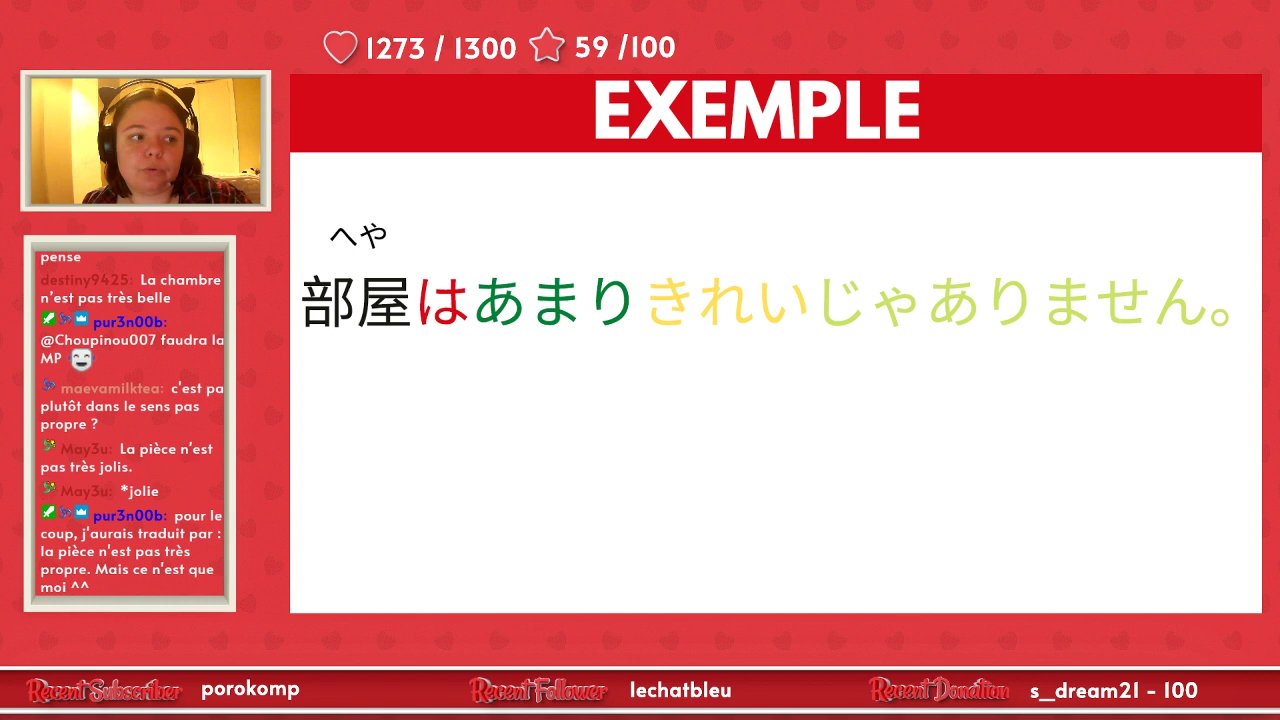 1273 / 1300 59 /100
EXEMPLE
へや
部屋はあまりきれいじゃありません。
pense
destiny9425: La chambre
n'est pas très belle
pur3n00b:
@Choupinou007 faudra la
MP
maevamilktea: c'est pa
plutôt dans le sens pas
propre ?
May3u: La pièce n'est
pas très jolis.
May3u: *jolie
pur3n00b: pour le
coup, j'aurais traduit par :
la pièce n'est pas très
propre. Mais ce n'est que
moi ^^
Recent Subscriber porokomp Recent Follower lechatbleu Recent Donation s_dream21 - 100